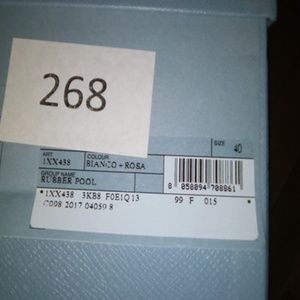 268
ART. COLOUR SIZE
1XX438 BIANCO+ROSA 40
GROUP NAME
RUBBER POOL
8 058894 708861
*1XX438 3KB8 F0E1Q13 99 F 015
C098 2017 04059 8